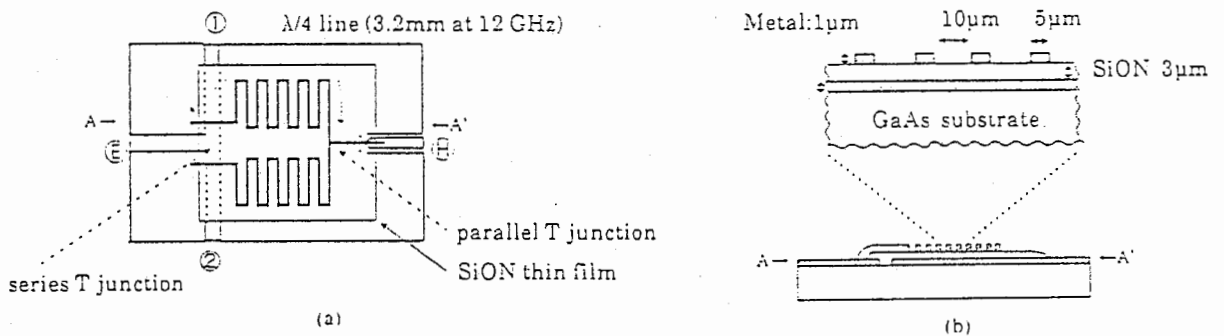 ① λ/4 line (3.2mm at 12 GHz)
A A'
Ⓔ Ⓗ
parallel T junction
② SiON thin film
series T junction
(a)
Metal:1μm 10μm 5μm
SiON 3μm
GaAs substrate
A A'
(b)